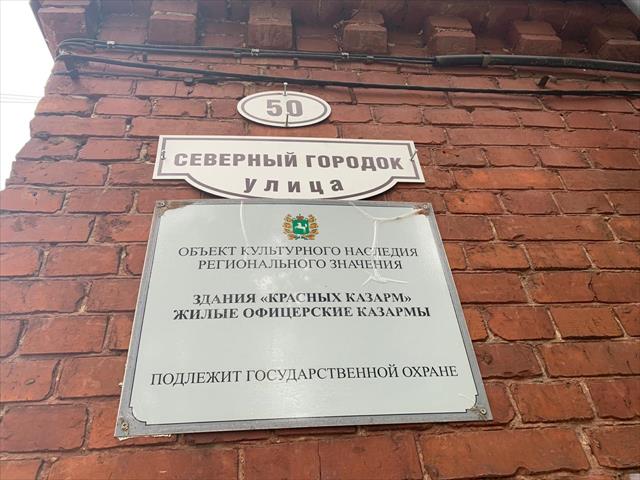 50
СЕВЕРНЫЙ ГОРОДОК
улица
ОБЪЕКТ КУЛЬТУРНОГО НАСЛЕДИЯ
РЕГИОНАЛЬНОГО ЗНАЧЕНИЯ
ЗДАНИЯ «КРАСНЫХ КАЗАРМ»
ЖИЛЫЕ ОФИЦЕРСКИЕ КАЗАРМЫ
ПОДЛЕЖИТ ГОСУДАРСТВЕННОЙ ОХРАНЕ